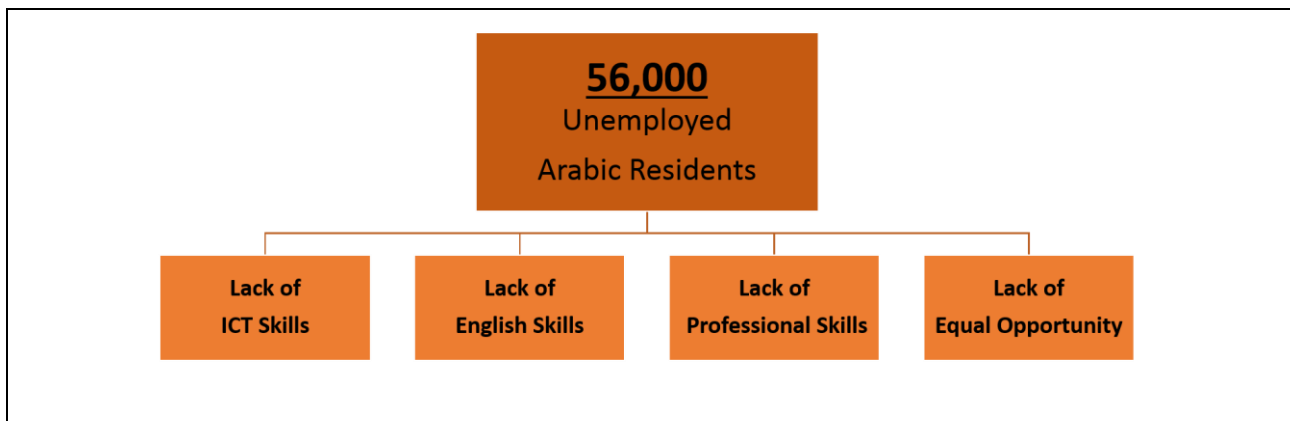 56,000
Unemployed
Arabic Residents
Lack of
ICT Skills
Lack of
English Skills
Lack of
Professional Skills
Lack of
Equal Opportunity